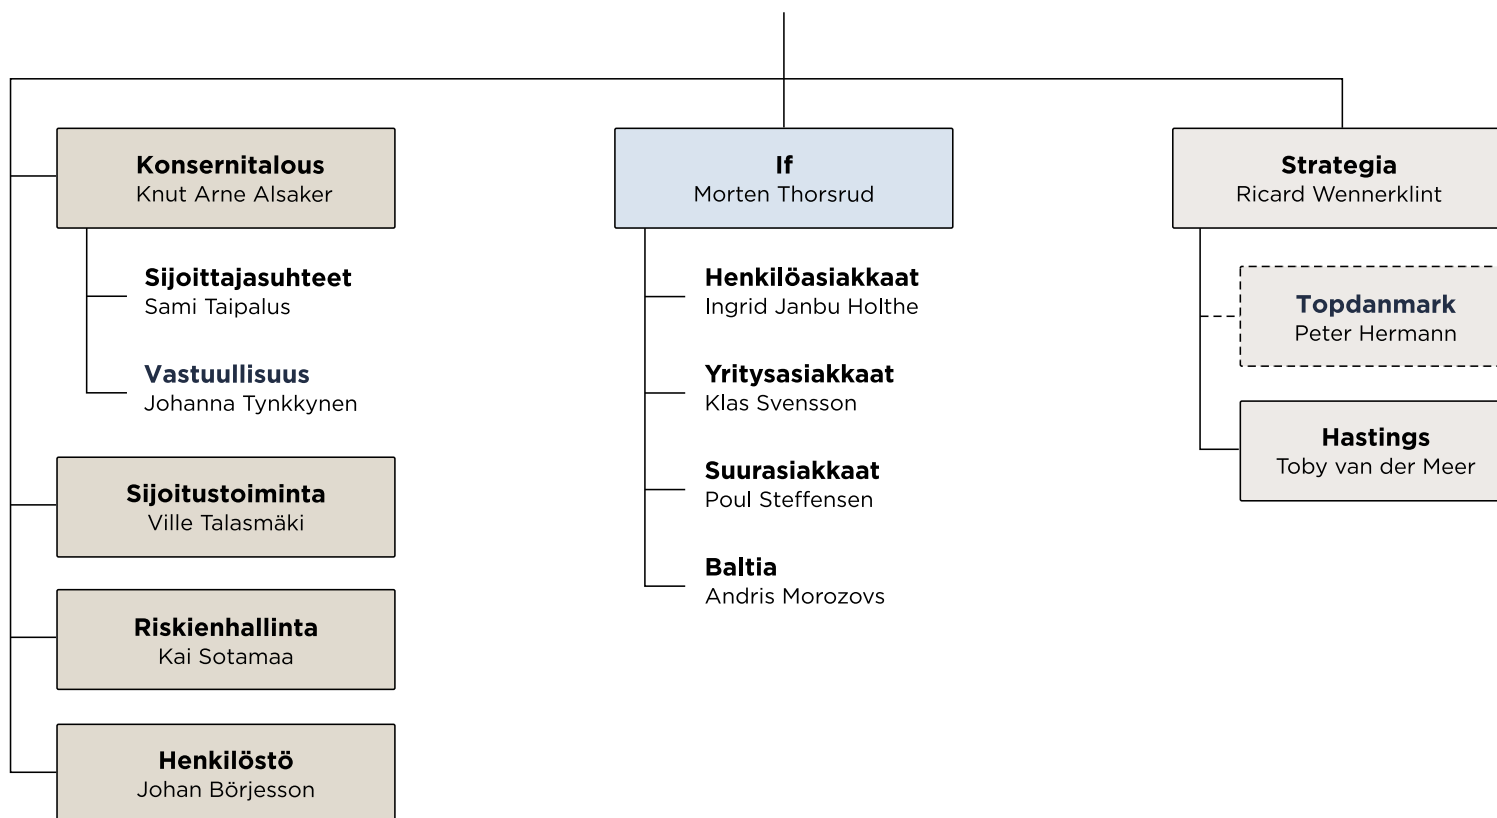 Konsernitalous
Knut Arne Alsaker
Sijoittajasuhteet
Sami Taipalus
Vastuullisuus
Johanna Tynkkynen
Sijoitustoiminta
Ville Talasmäki
Riskienhallinta
Kai Sotamaa
Henkilöstö
Johan Börjesson
If
Morten Thorsrud
Henkilöasiakkaat
Ingrid Janbu Holthe
Yritysasiakkaat
Klas Svensson
Suurasiakkaat
Poul Steffensen
Baltia
Andris Morozovs
Strategia
Ricard Wennerklint
Topdanmark
Peter Hermann
Hastings
Toby van der Meer